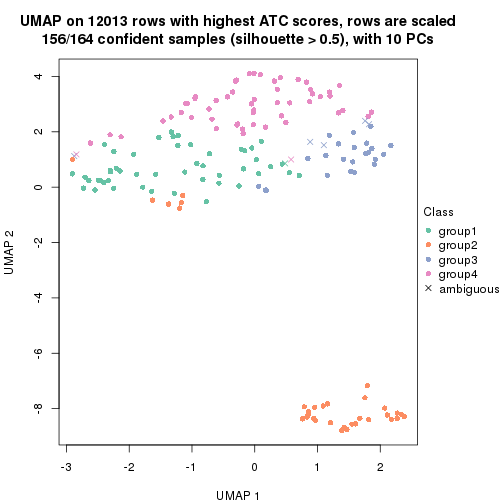 UMAP on 12013 rows with highest ATC scores, rows are scaled
156/164 confident samples (silhouette > 0.5), with 10 PCs
4
2
0
-2
-4
-6
-8
UMAP 2
-3
-2
-1
0
1
2
UMAP 1
Class
group1
group2
group3
group4
ambiguous